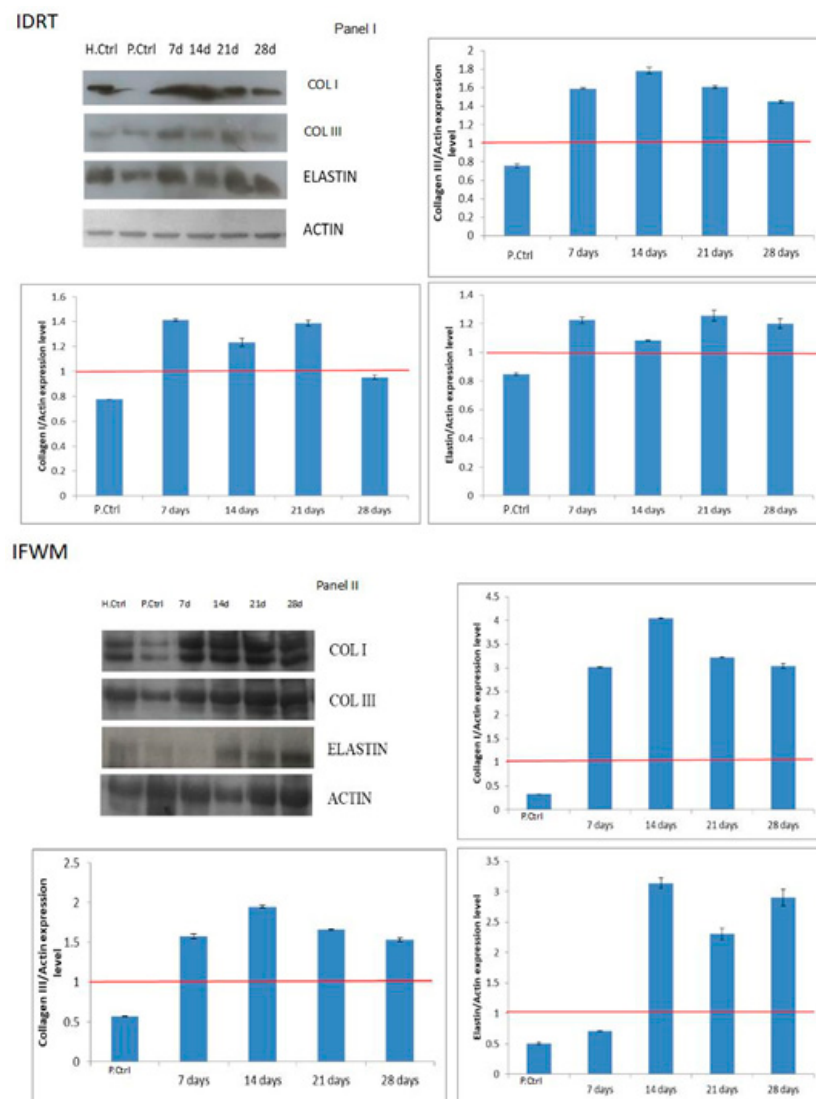 IDRT
Panel I
H.Ctrl P.Ctrl 7d 14d 21d 28d
COL I
COL III
ELASTIN
ACTIN
Collagen III/Actin expression level
2
1.8
1.6
1.4
1.2
1
0.8
0.6
0.4
0.2
0
P.Ctrl 7 days 14 days 21 days 28 days
Collagen I/Actin expression level
1.6
1.4
1.2
1
0.8
0.6
0.4
0.2
0
P.Ctrl 7 days 14 days 21 days 28 days
Elastin/Actin expression level
1.4
1.2
1
0.8
0.6
0.4
0.2
0
P.Ctrl 7 days 14 days 21 days 28 days
IFWM
Panel II
H.Ctrl P.Ctrl 7d 14d 21d 28d
COL I
COL III
ELASTIN
ACTIN
Collagen I/Actin expression level
4.5
4
3.5
3
2.5
2
1.5
1
0.5
0
P.Ctrl 7 days 14 days 21 days 28 days
Collagen III/Actin expression level
2.5
2
1.5
1
0.5
0
P.Ctrl 7 days 14 days 21 days 28 days
Elastin/Actin expression level
3.5
3
2.5
2
1.5
1
0.5
0
P.Ctrl 7 days 14 days 21 days 28 days